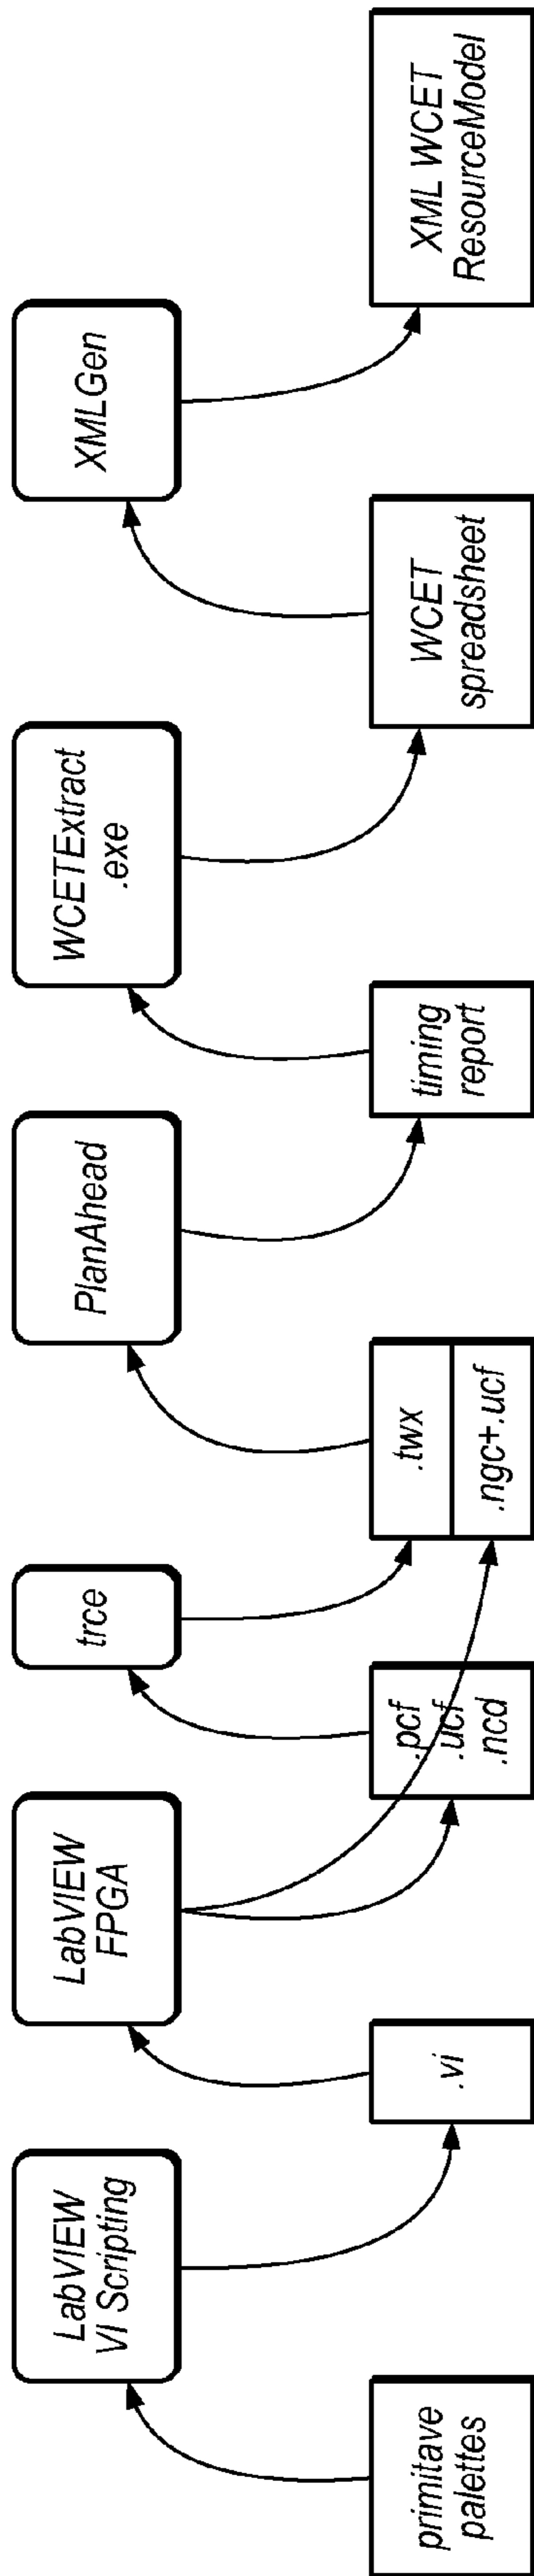 LabVIEW
VI Scripting
LabVIEW
FPGA
trce
PlanAhead
WCETExtract
.exe
XMLGen
primitave
palettes
.vi
.pcf
.ucf
.ncd
.twx
.ngc+.ucf
timing
report
WCET
spreadsheet
XML WCET
ResourceModel